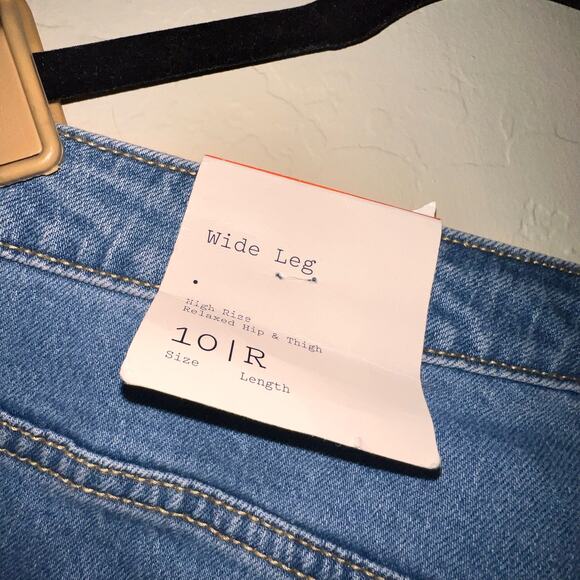 Wide Leg
High Rise
Relaxed Hip & Thigh
10 | R
Size Length